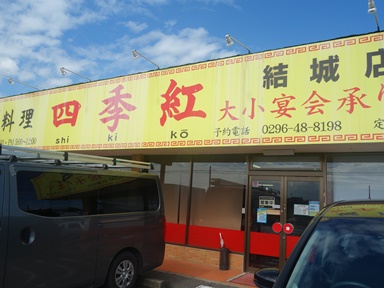 料理 四季紅 結城店
shi ki kō
大小宴会承
予約電話 0296-48-8198 定